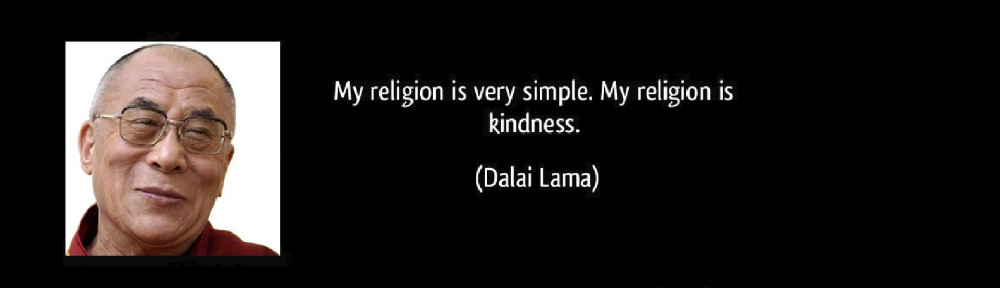 My religion is very simple. My religion is
kindness.
(Dalai Lama)